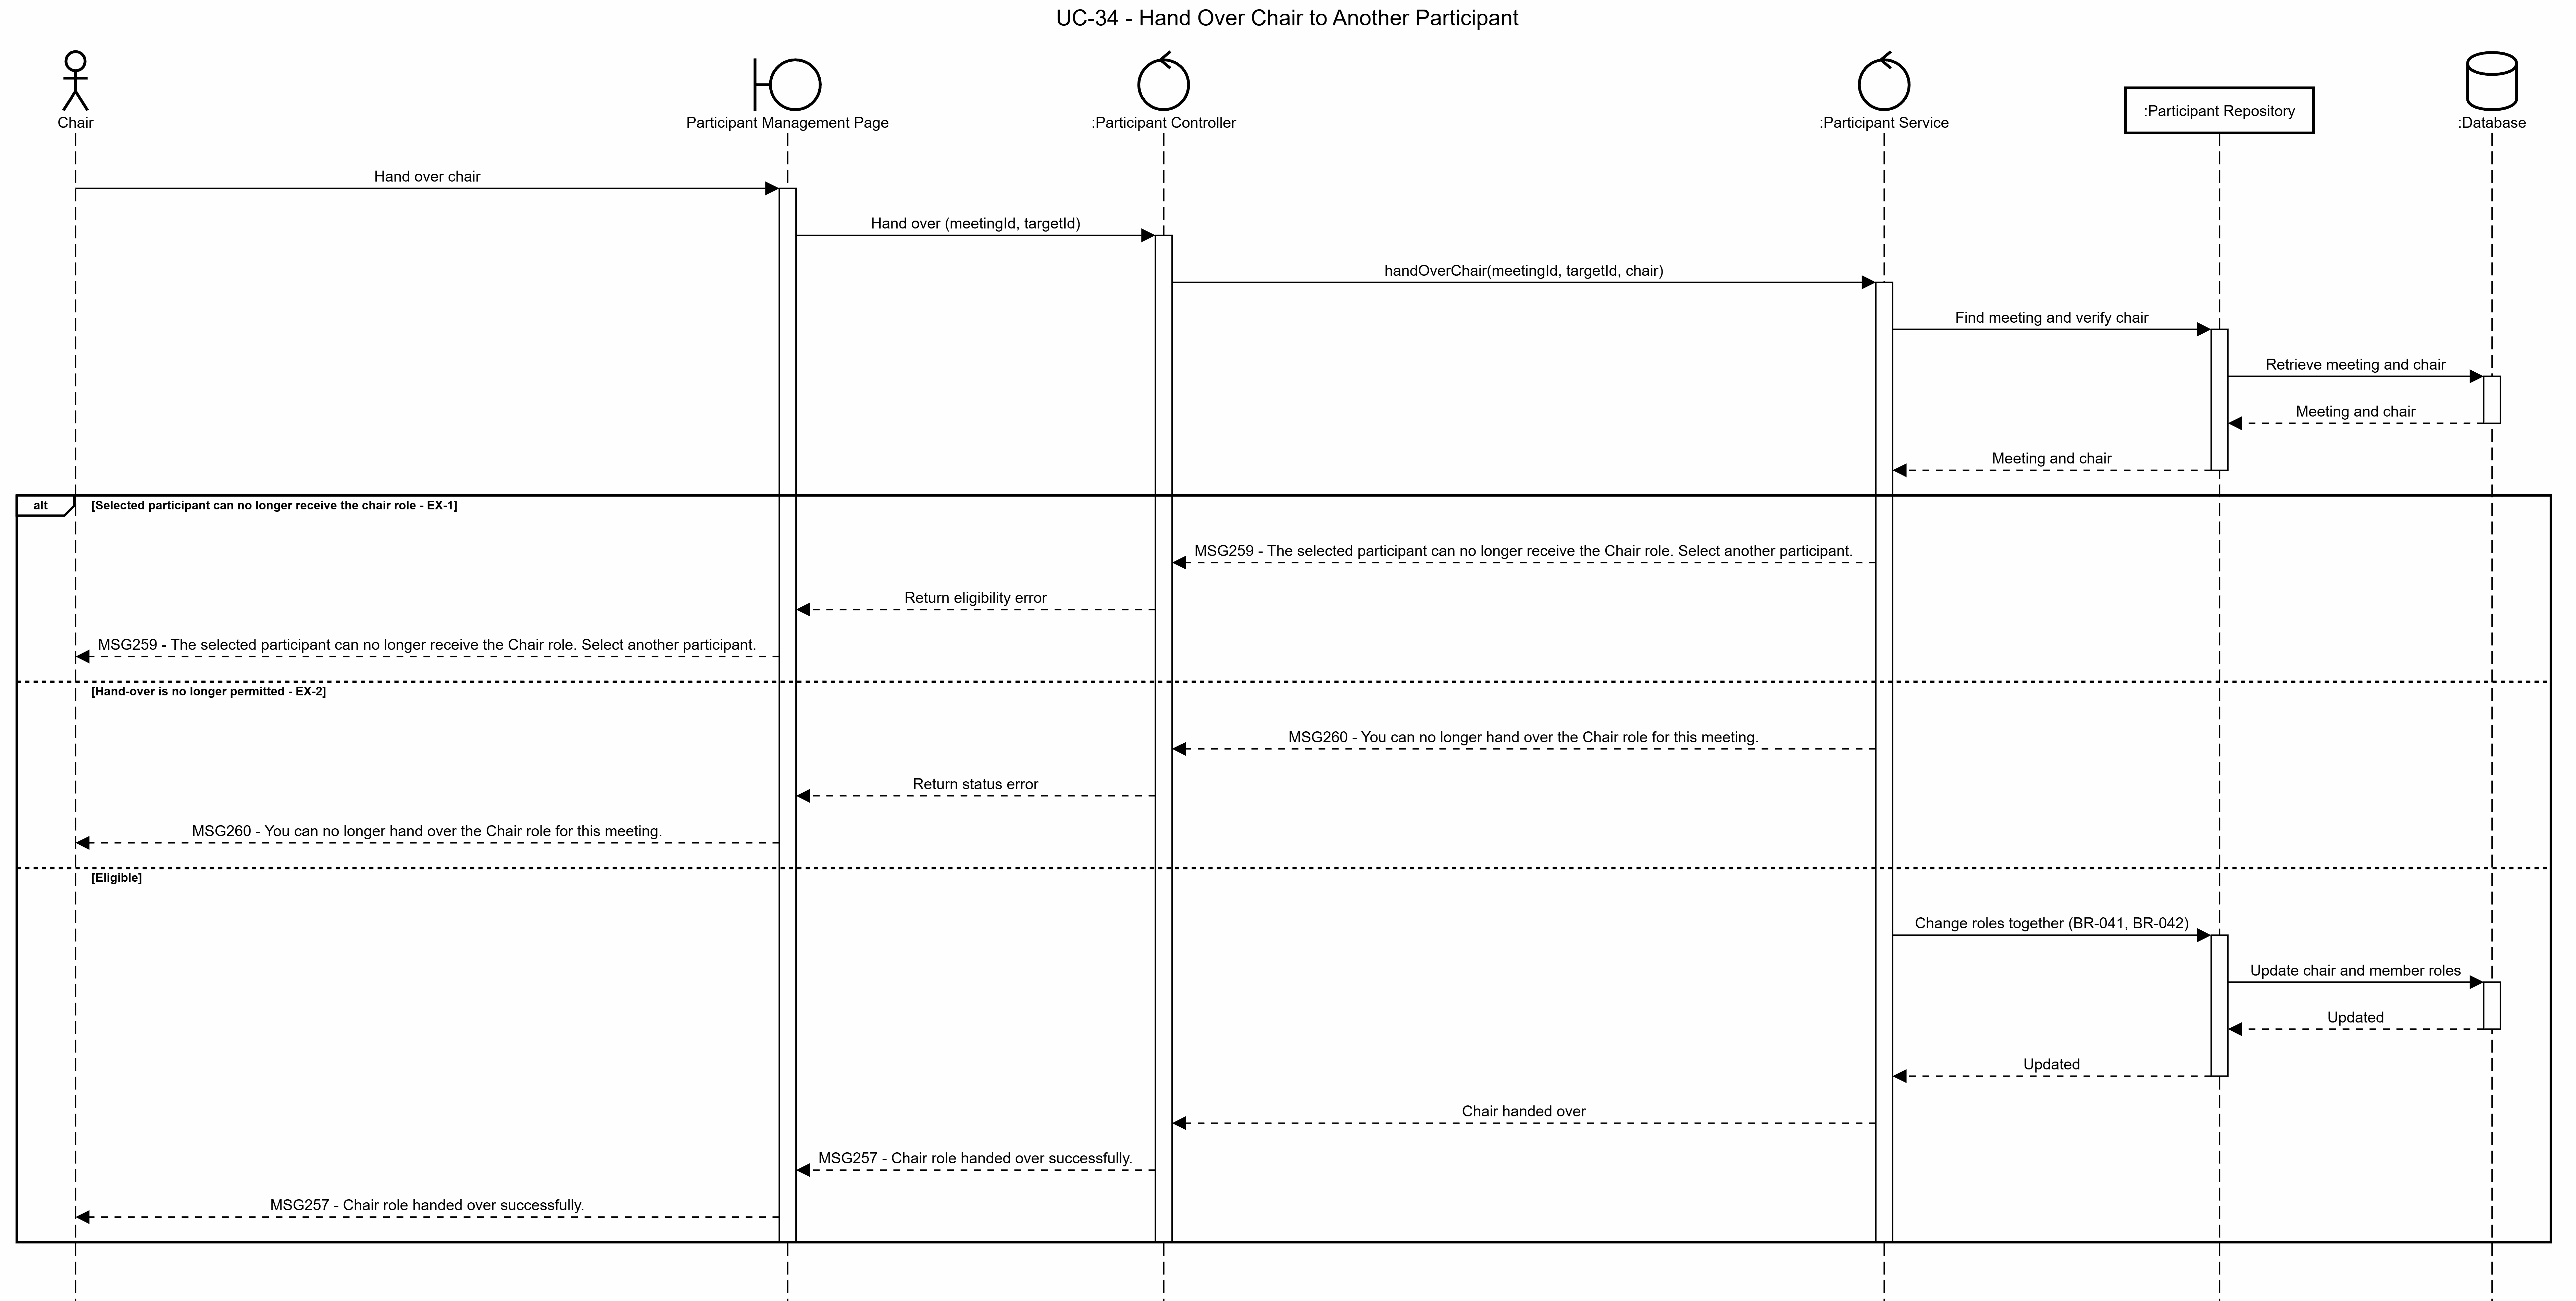 UC-34 - Hand Over Chair to Another Participant
Chair
Participant Management Page
:Participant Controller
:Participant Service
:Participant Repository
:Database
Hand over chair
Hand over (meetingId, targetId)
handOverChair(meetingId, targetId, chair)
Find meeting and verify chair
Retrieve meeting and chair
Meeting and chair
Meeting and chair
alt
[Selected participant can no longer receive the chair role - EX-1]
MSG259 - The selected participant can no longer receive the Chair role. Select another participant.
Return eligibility error
MSG259 - The selected participant can no longer receive the Chair role. Select another participant.
[Hand-over is no longer permitted - EX-2]
MSG260 - You can no longer hand over the Chair role for this meeting.
Return status error
MSG260 - You can no longer hand over the Chair role for this meeting.
[Eligible]
Change roles together (BR-041, BR-042)
Update chair and member roles
Updated
Updated
Chair handed over
MSG257 - Chair role handed over successfully.
MSG257 - Chair role handed over successfully.